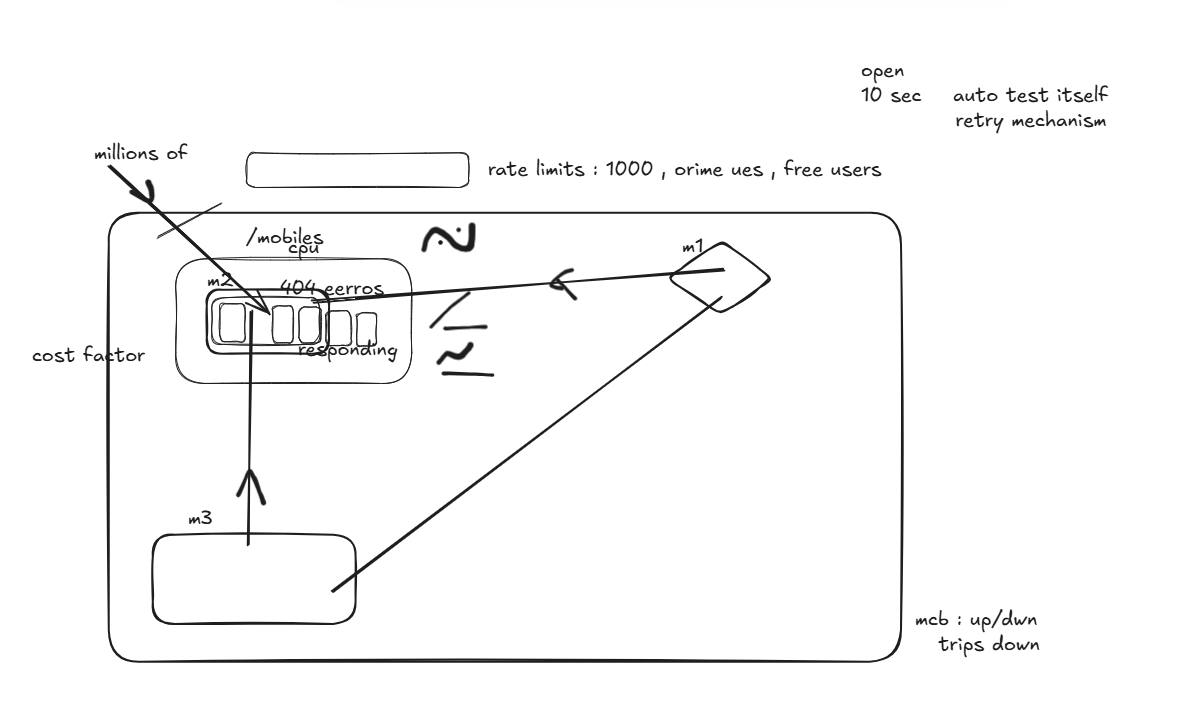 open
10 sec auto test itself
retry mechanism
millions of
rate limits : 1000 , orime ues , free users
/mobiles
cpu
m1
m2
404 eerros
responding
cost factor
m3
mcb : up/dwn
trips down